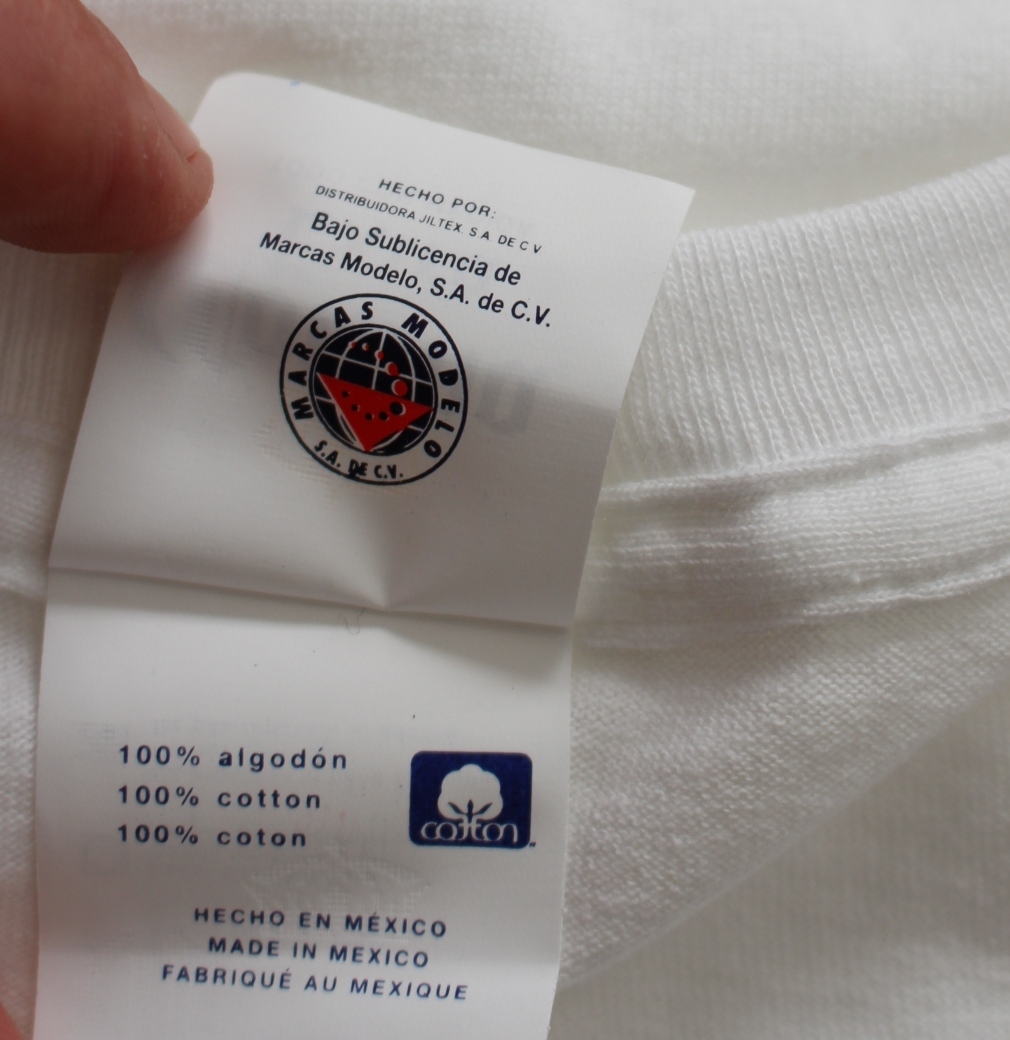 HECHO POR:
DISTRIBUIDORA JILTEX S A DE C V
Bajo Sublicencia de
Marcas Modelo, S.A. de C.V.
MARCAS MODELO
S.A. DE C.V.
100% algodón
100% cotton
100% coton
cotton
HECHO EN MÉXICO
MADE IN MEXICO
FABRIQUÉ AU MEXIQUE